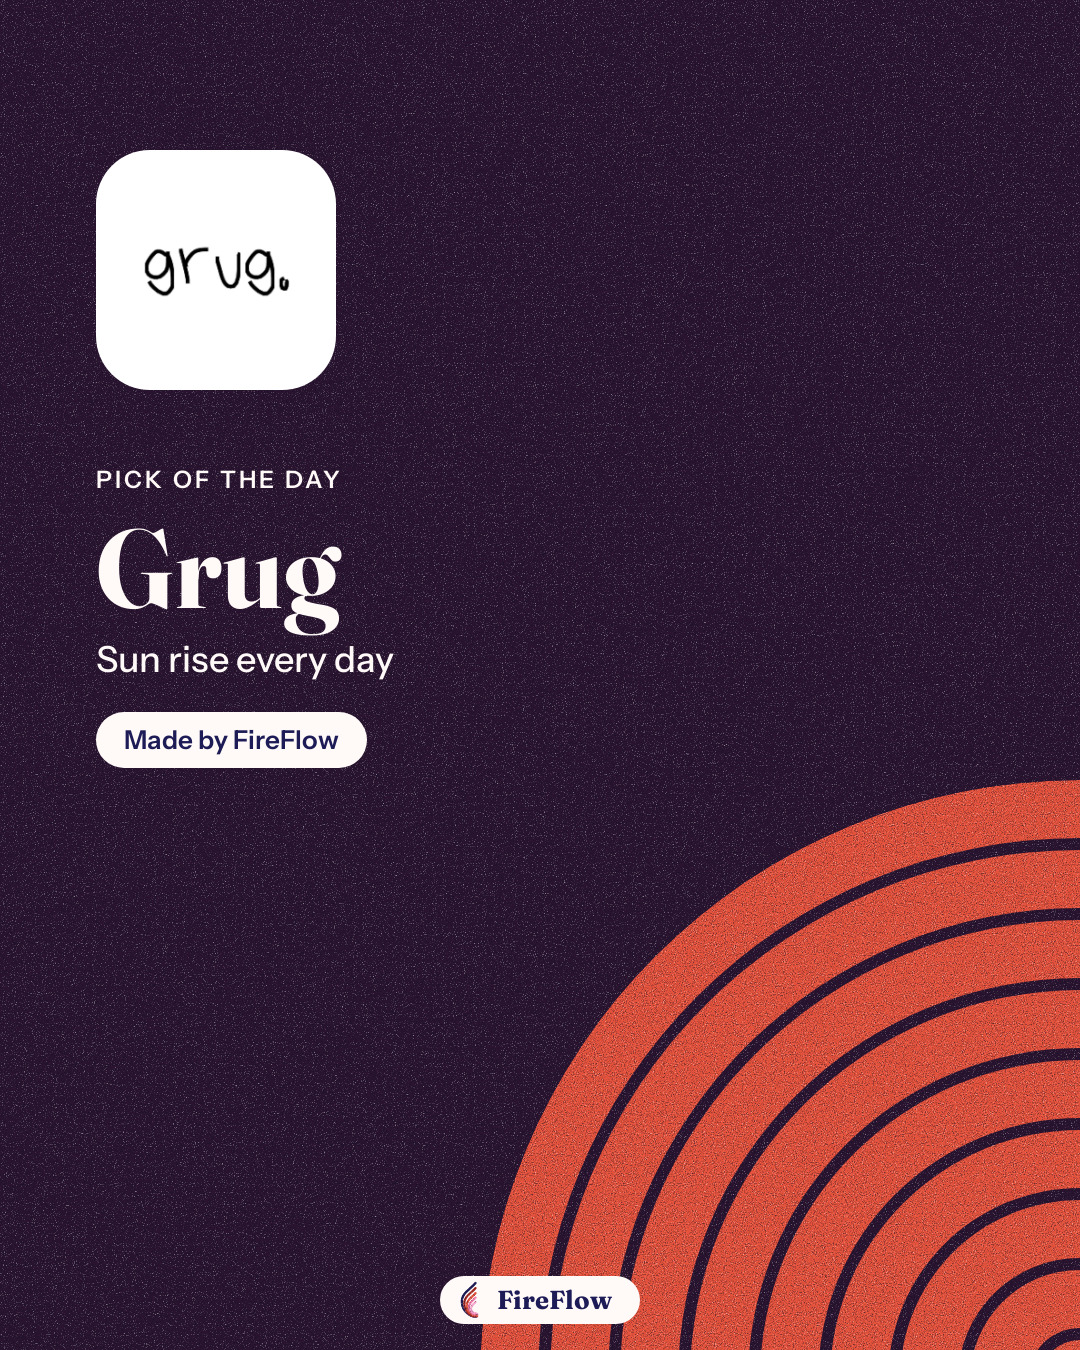 grug.
PICK OF THE DAY
Grug
Sun rise every day
Made by FireFlow
FireFlow